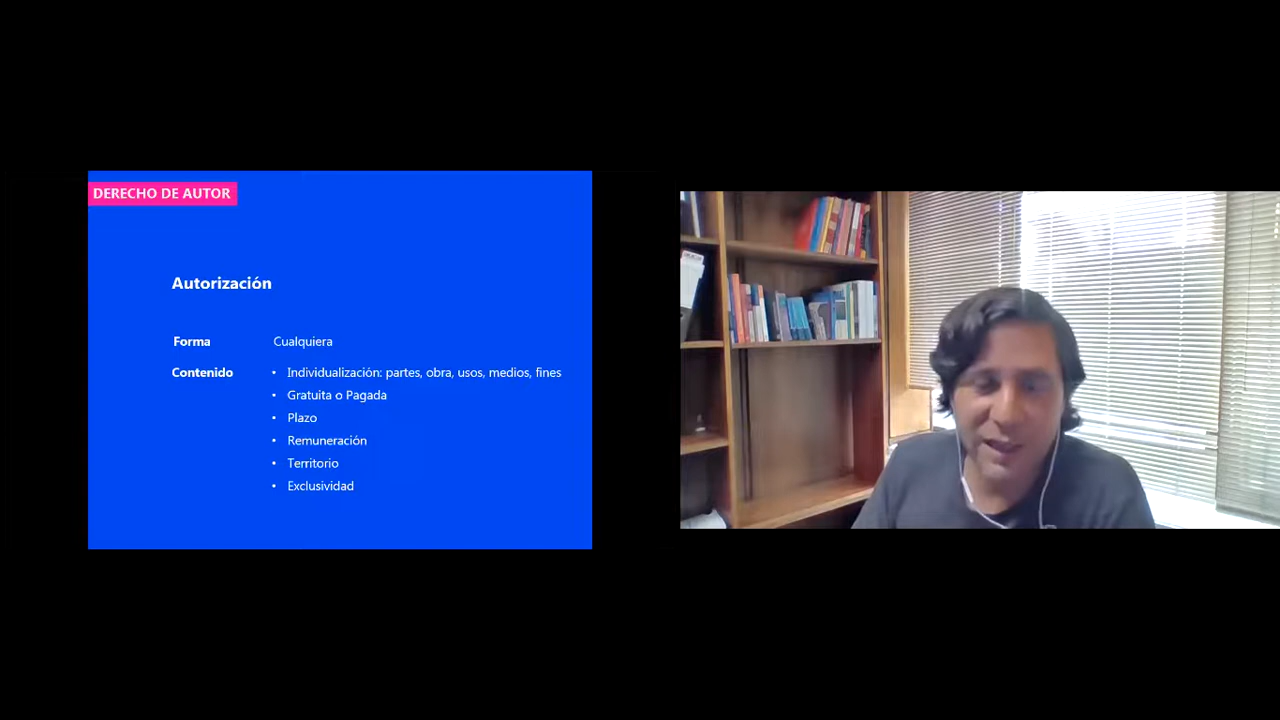 DERECHO DE AUTOR
Autorización
Forma Cualquiera
Contenido • Individualización: partes, obra, usos, medios, fines
• Gratuita o Pagada
• Plazo
• Remuneración
• Territorio
• Exclusividad